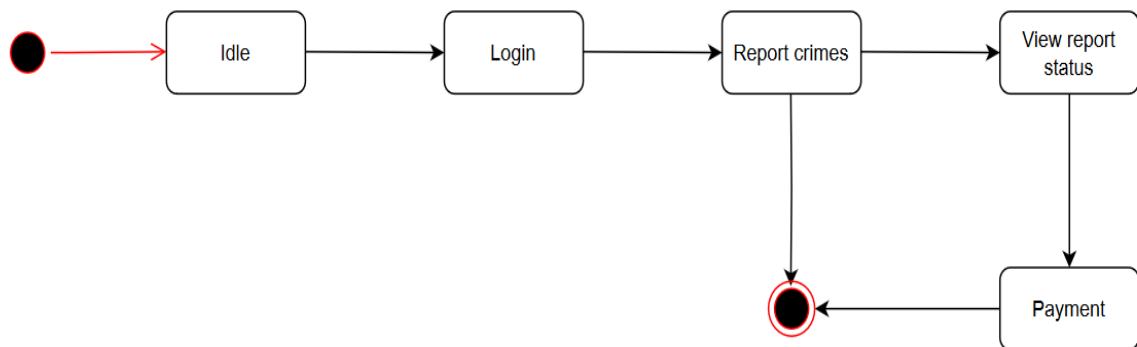 Idle
Login
Report crimes
View report
status
Payment